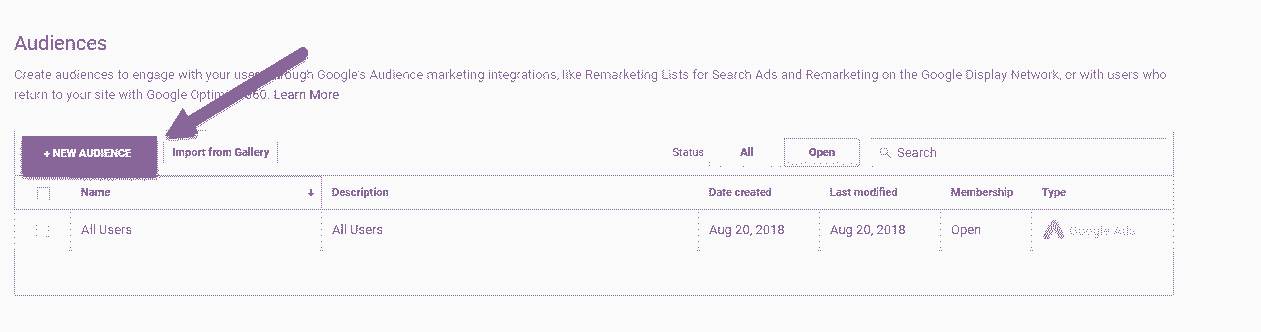 Audiences
Create audiences to engage with your users through Google's Audience marketing integrations, like Remarketing Lists for Search Ads and Remarketing on the Google Display Network, or with users who
return to your site with Google Optimize 360. Learn More
+ NEW AUDIENCE Import from Gallery Status All Open Search
Name Description Date created Last modified Membership Type
All Users All Users Aug 20, 2018 Aug 20, 2018 Open Google Ads